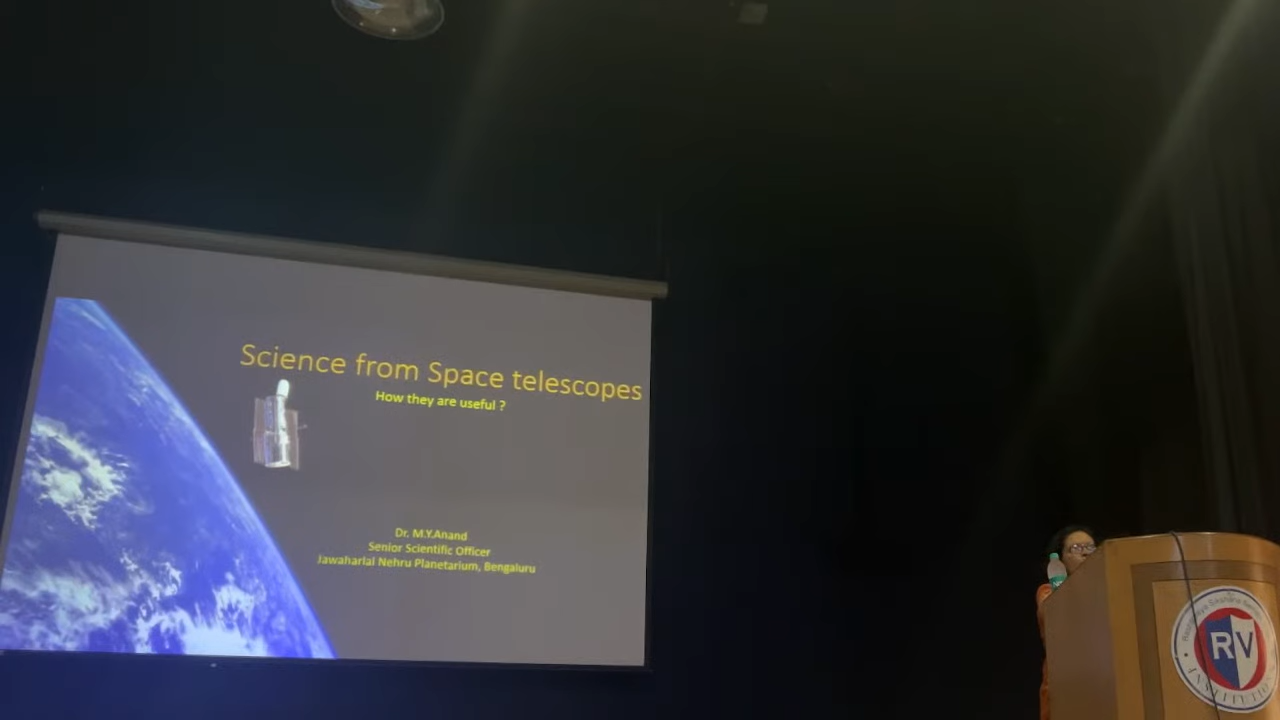 Science from Space telescopes
How they are useful ?
Dr. M.Y.Anand
Senior Scientific Officer
Jawaharlal Nehru Planetarium, Bengaluru
RV